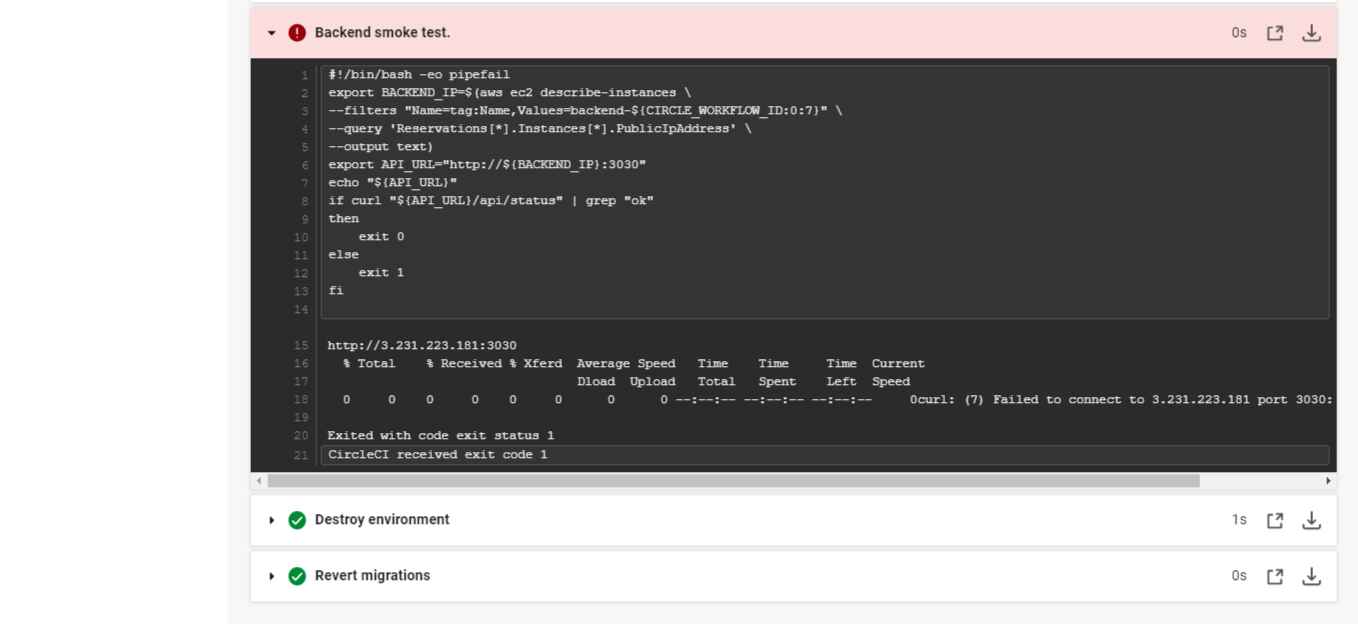 Backend smoke test. 0s
1 #!/bin/bash -eo pipefail
2 export BACKEND_IP=$(aws ec2 describe-instances \
3 --filters "Name=tag:Name,Values=backend-${CIRCLE_WORKFLOW_ID:0:7}" \
4 --query 'Reservations[*].Instances[*].PublicIpAddress' \
5 --output text)
6 export API_URL="http://${BACKEND_IP}:3030"
7 echo "${API_URL}"
8 if curl "${API_URL}/api/status" | grep "ok"
9 then
10     exit 0
11 else
12     exit 1
13 fi
14
15 http://3.231.223.181:3030
16   % Total    % Received % Xferd  Average Speed   Time    Time     Time  Current
17                                  Dload  Upload   Total   Spent    Left  Speed
18   0     0    0     0    0     0      0      0 --:--:-- --:--:-- --:--:--     0curl: (7) Failed to connect to 3.231.223.181 port 3030:
19
20 Exited with code exit status 1
21 CircleCI received exit code 1
Destroy environment 1s
Revert migrations 0s